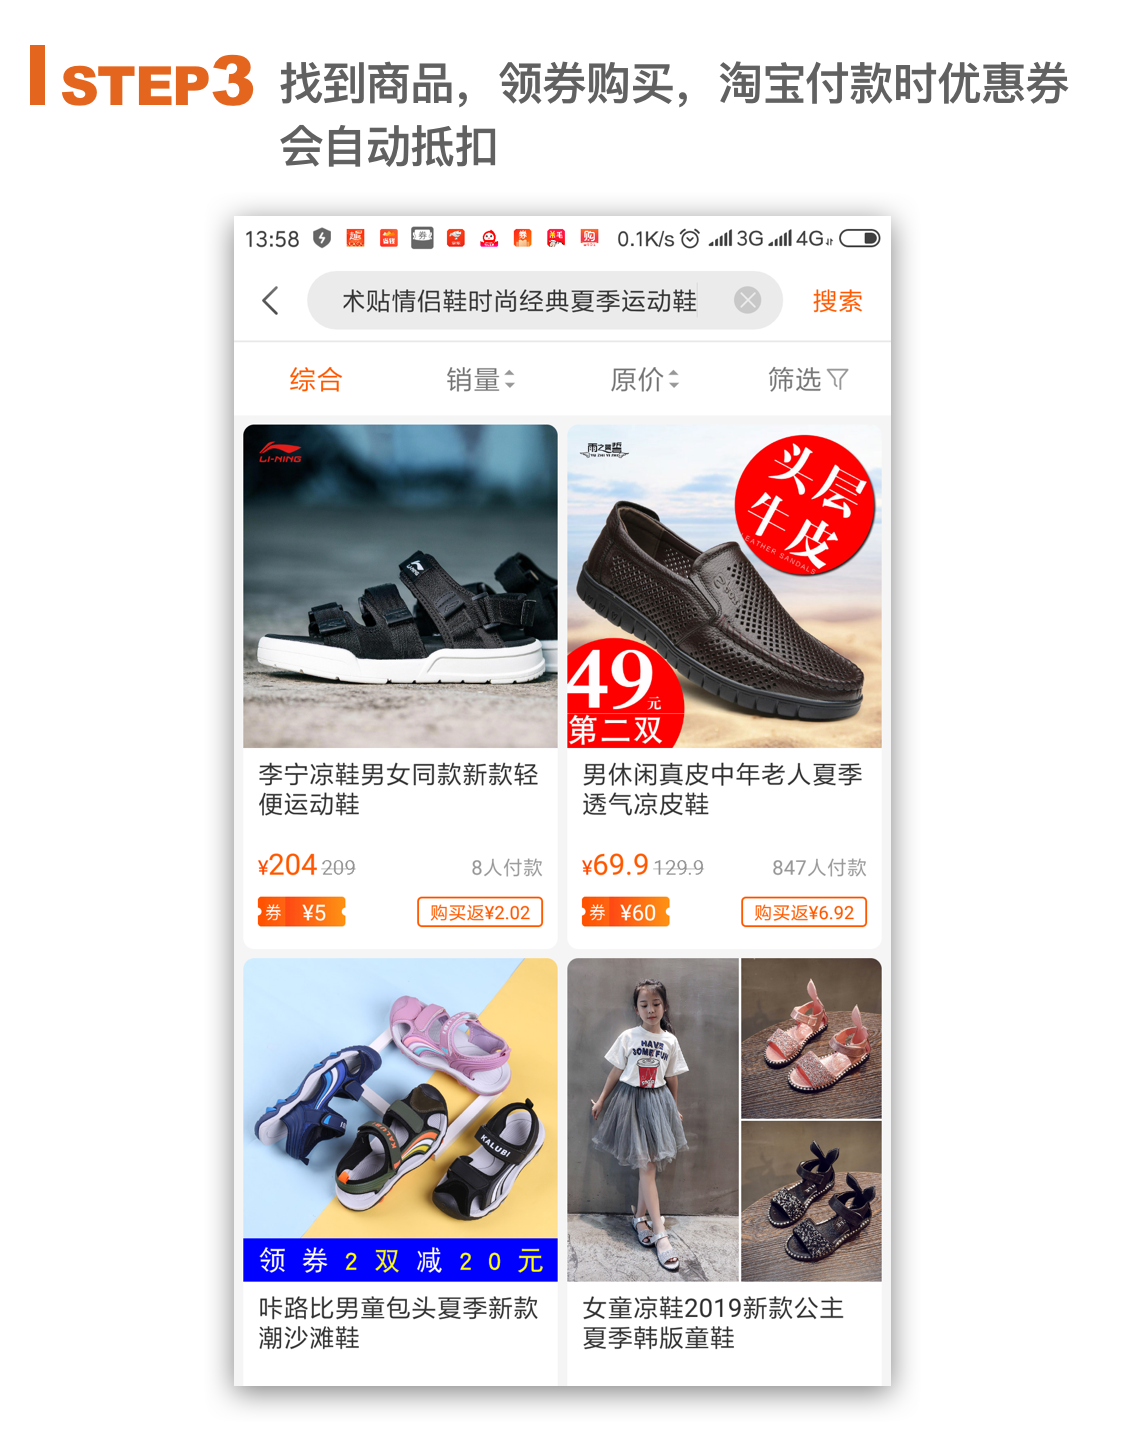 STEP3 找到商品，领券购买，淘宝付款时优惠券
会自动抵扣
13:58 0.1K/s 3G 4G
术贴情侣鞋时尚经典夏季运动鞋 搜索
综合 销量 原价 筛选
LI-NING
雨之誓
头层
牛皮
LEATHER SANDALS
49元
第二双
李宁凉鞋男女同款新款轻
便运动鞋
¥204 209 8人付款
券 ¥5 购买返¥2.02
男休闲真皮中年老人夏季
透气凉皮鞋
¥69.9 129.9 847人付款
券 ¥60 购买返¥6.92
KALUBI
KALUBI
领券2双减20元
HAVE
SOME FUN
咔路比男童包头夏季新款
潮沙滩鞋
女童凉鞋2019新款公主
夏季韩版童鞋